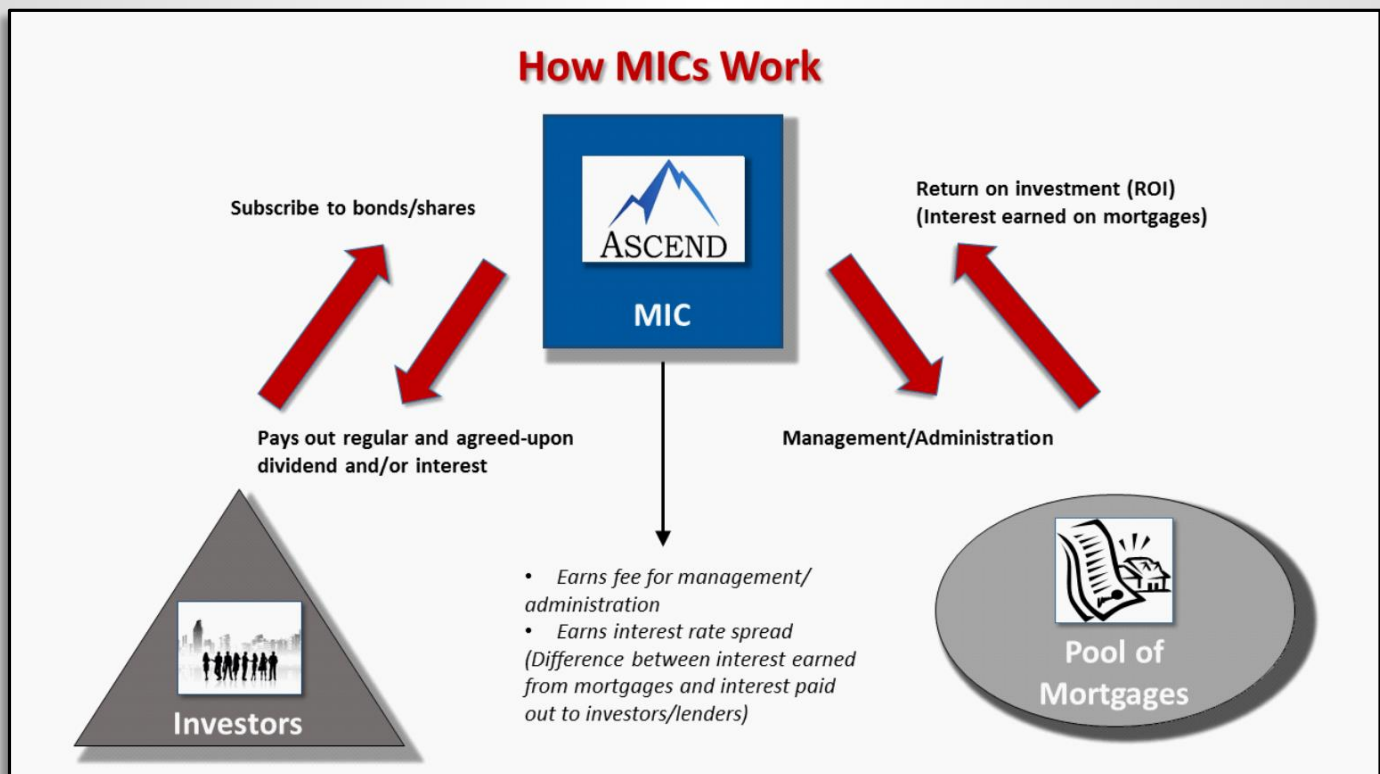 How MICs Work
ASCEND
MIC
Subscribe to bonds/shares
Return on investment (ROI)
(Interest earned on mortgages)
Pays out regular and agreed-upon
dividend and/or interest
Management/Administration
• Earns fee for management/
administration
• Earns interest rate spread
(Difference between interest earned
from mortgages and interest paid
out to investors/lenders)
Investors
Pool of
Mortgages